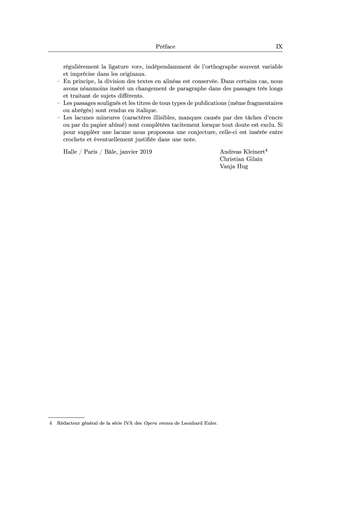 Préface IX
régulièrement la ligature «œ», indépendamment de l'orthographe souvent variable
et imprécise dans les originaux.
· En principe, la division des textes en alinéas est conservée. Dans certains cas, nous
avons néanmoins inséré un changement de paragraphe dans des passages très longs
et traitant de sujets différents.
· Les passages soulignés et les titres de tous types de publications (même fragmentaires
ou abrégés) sont rendus en italique.
· Les lacunes mineures (caractères illisibles, manques causés par des tâches d'encre
ou par du papier abîmé) sont complétées tacitement lorsque tout doute est exclu. Si
pour suppléer une lacune nous proposons une conjecture, celle-ci est insérée entre
crochets et éventuellement justifiée dans une note.
Halle / Paris / Bâle, janvier 2019 Andreas Kleinert4
Christian Gilain
Vanja Hug
4 Rédacteur général de la série IVA des Opera omnia de Leonhard Euler.